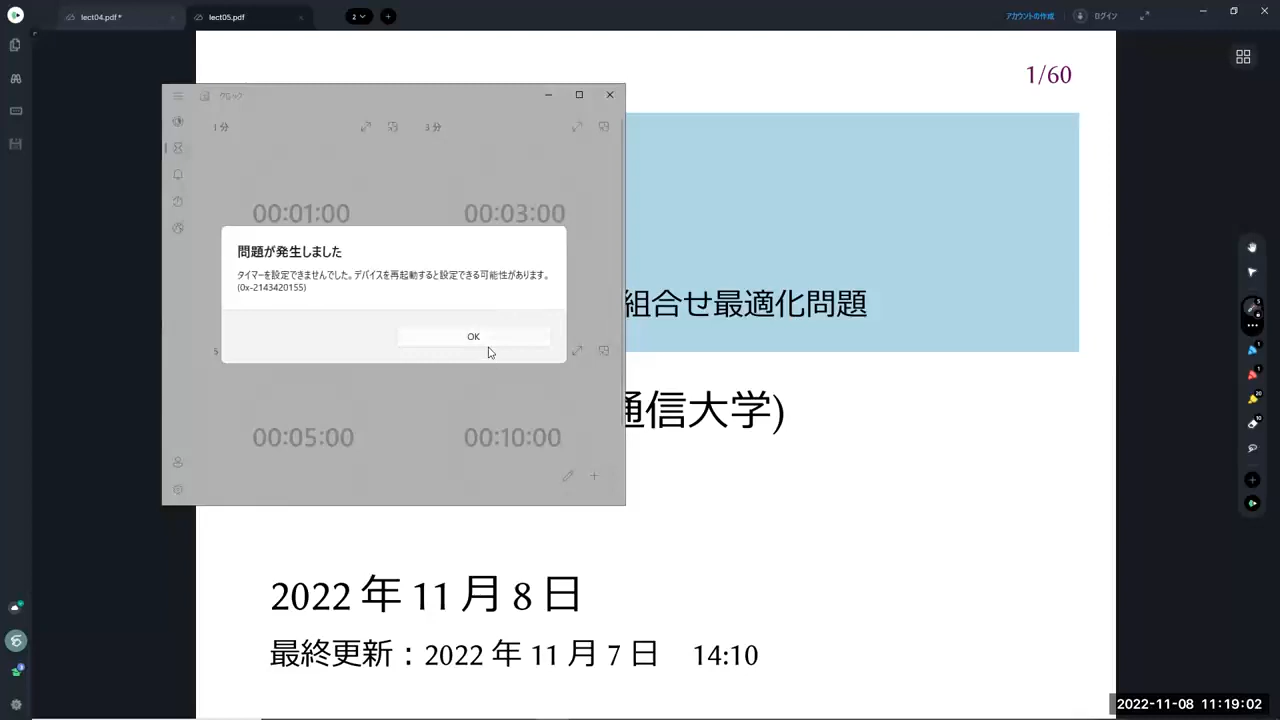 lect04.pdf*
lect05.pdf
2
アカウントの作成
ログイン
1/60
クロック
1 分
3 分
00:01:00
00:03:00
問題が発生しました
タイマーを設定できませんでした。デバイスを再起動すると設定できる可能性があります。
(0x-2143420155)
OK
組合せ最適化問題
5
通信大学)
00:05:00
00:10:00
2022 年 11 月 8 日
最終更新：2022 年 11 月 7 日 14:10
2022-11-08 11:19:02